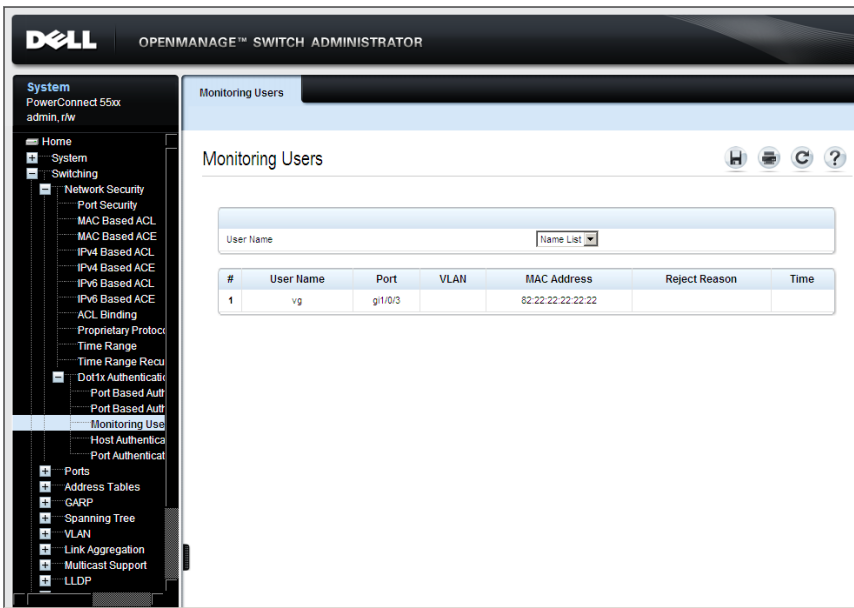 DELL
OPENMANAGE™ SWITCH ADMINISTRATOR
System
PowerConnect 55xx
admin, r/w
Home
System
Switching
Network Security
Port Security
MAC Based ACL
MAC Based ACE
IPv4 Based ACL
IPv4 Based ACE
IPv6 Based ACL
IPv6 Based ACE
ACL Binding
Proprietary Protoco
Time Range
Time Range Recu
Dot1x Authenticatio
Port Based Auth
Port Based Auth
Monitoring Use
Host Authentica
Port Authenticat
Ports
Address Tables
GARP
Spanning Tree
VLAN
Link Aggregation
Multicast Support
LLDP
Monitoring Users
Monitoring Users
?
User Name Name List
# User Name Port VLAN MAC Address Reject Reason Time
1 vg gi1/0/3 82:22:22:22:22:22